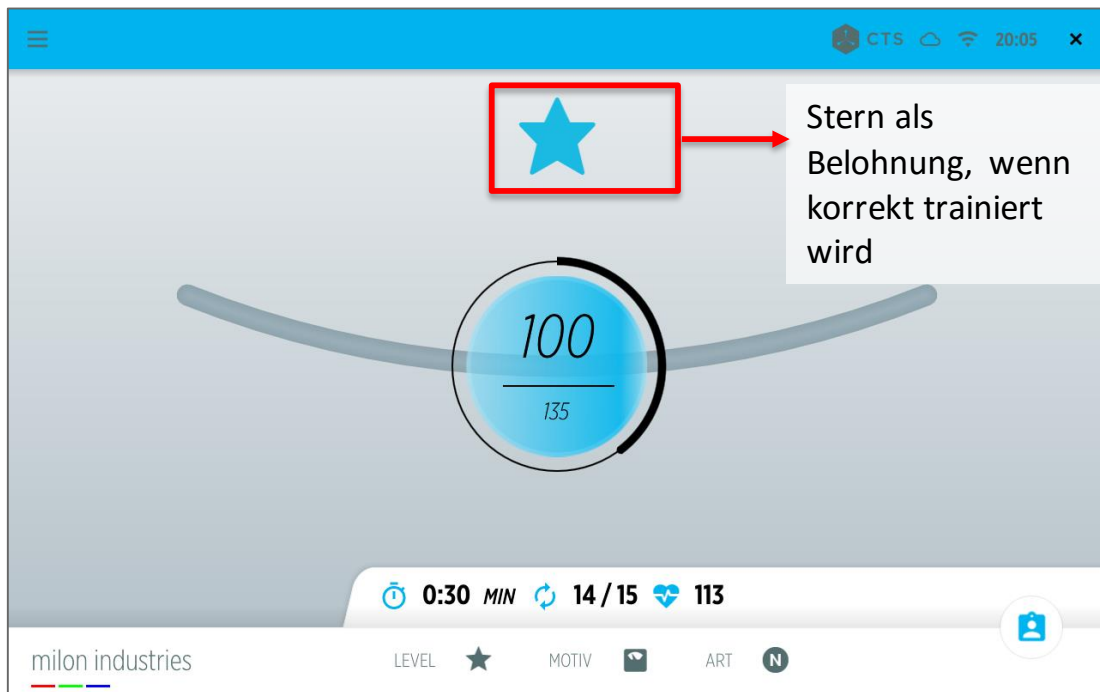 CTS 20:05
Stern als
Belohnung, wenn
korrekt trainiert
wird
100
135
0:30 MIN 14 / 15 113
milon industries LEVEL MOTIV ART N